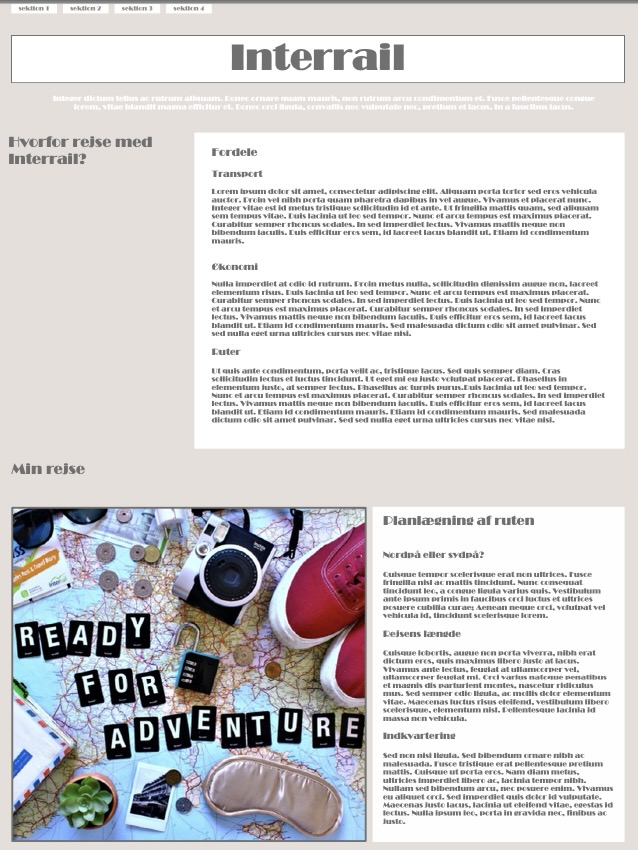 sektion 1 sektion 2 sektion 3 sektion 4
Interrail
Integer dictum tellus ac rutrum aliquam. Donec ornare quam mauris, non rutrum arcu condimentum et. Fusce pellentesque congue
lorem, vitae blandit magna efficitur et. Donec orci ligula, convallis nec vulputate nec, pretium et lacus. In a faucibus lacus.
Hvorfor rejse med
Interrail?
Fordele
Transport
Lorem ipsum dolor sit amet, consectetur adipiscing elit. Aliquam porta tortor sed eros vehicula
auctor. Proin vel nibh porta quam pharetra dapibus in vel augue. Vivamus et placerat nunc.
Integer vitae est id metus tristique sollicitudin id et ante. Ut fringilla mattis quam, sed aliquam
sem tempus vitae. Duis lacinia ut leo sed tempor. Nunc et arcu tempus est maximus placerat.
Curabitur semper rhoncus sodales. In sed imperdiet lectus. Vivamus mattis neque non
bibendum iaculis. Duis efficitur eros sem, id laoreet lacus blandit ut. Etiam id condimentum
mauris.
Økonomi
Nulla imperdiet at odio id rutrum. Proin metus nulla, sollicitudin dignissim augue non, laoreet
elementum risus. Duis lacinia ut leo sed tempor. Nunc et arcu tempus est maximus placerat.
Curabitur semper rhoncus sodales. In sed imperdiet lectus. Duis lacinia ut leo sed tempor.
Nunc et arcu tempus est maximus placerat. Curabitur semper rhoncus sodales. In sed imperdiet
lectus. Vivamus mattis neque non bibendum iaculis. Duis efficitur eros sem, id laoreet lacus
blandit ut. Etiam id condimentum mauris. Sed malesuada dictum odio sit amet pulvinar. Sed
sed nulla eget urna ultricies cursus nec vitae nisi.
Ruter
Ut quis ante condimentum, porta velit ac, tristique lacus. Sed quis semper diam. Cras
sollicitudin lectus et luctus tincidunt. Ut eget mi eu justo volutpat placerat. Phasellus in
elementum justo, at semper lectus. Phasellus ac turpis purus.Duis lacinia ut leo sed tempor.
Nunc et arcu tempus est maximus placerat. Curabitur semper rhoncus sodales. In sed imperdiet
lectus. Vivamus mattis neque non bibendum iaculis. Duis efficitur eros sem, id laoreet lacus
blandit ut. Etiam id condimentum mauris. Etiam id condimentum mauris. Sed malesuada
dictum odio sit amet pulvinar. Sed sed nulla eget urna ultricies cursus nec vitae nisi.
Min rejse
READY
FOR
ADVENTURE
Planlægning af ruten
Nordpå eller sydpå?
Quisque tempor scelerisque erat non ultrices. Fusce
fringilla nisl ac mattis tincidunt. Nunc consequat
tincidunt leo, a congue ligula varius quis. Vestibulum
ante ipsum primis in faucibus orci luctus et ultrices
posuere cubilia curae; Aenean neque orci, volutpat vel
vehicula id, tincidunt scelerisque lorem.
Rejsens længde
Quisque lobortis, augue non porta viverra, nibh erat
dictum eros, quis maximus libero justo at lacus.
Vivamus ante lectus, feugiat at ullamcorper vel,
ullamcorper feugiat mi. Orci varius natoque penatibus
et magnis dis parturient montes, nascetur ridiculus
mus. Sed semper odio ligula, ac mollis dolor elementum
vitae. Maecenas luctus risus eleifend, vestibulum libero
scelerisque, elementum nisl. Pellentesque lacinia id
massa non vehicula.
Indkvartering
Sed non nisi ligula. Sed bibendum ornare nibh ac
malesuada. Fusce tristique erat pellentesque pretium
mattis. Quisque ut porta eros. Nam diam metus,
ultricies imperdiet libero ac, lacinia tempor nibh.
Nullam sed bibendum arcu, nec posuere enim. Vivamus
eu aliquet orci. Sed imperdiet quis dolor id vulputate.
Maecenas justo lacus, lacinia ut eleifend vitae, egestas id
lectus. Nulla ipsum leo, porta in gravida nec, finibus ac
justo.